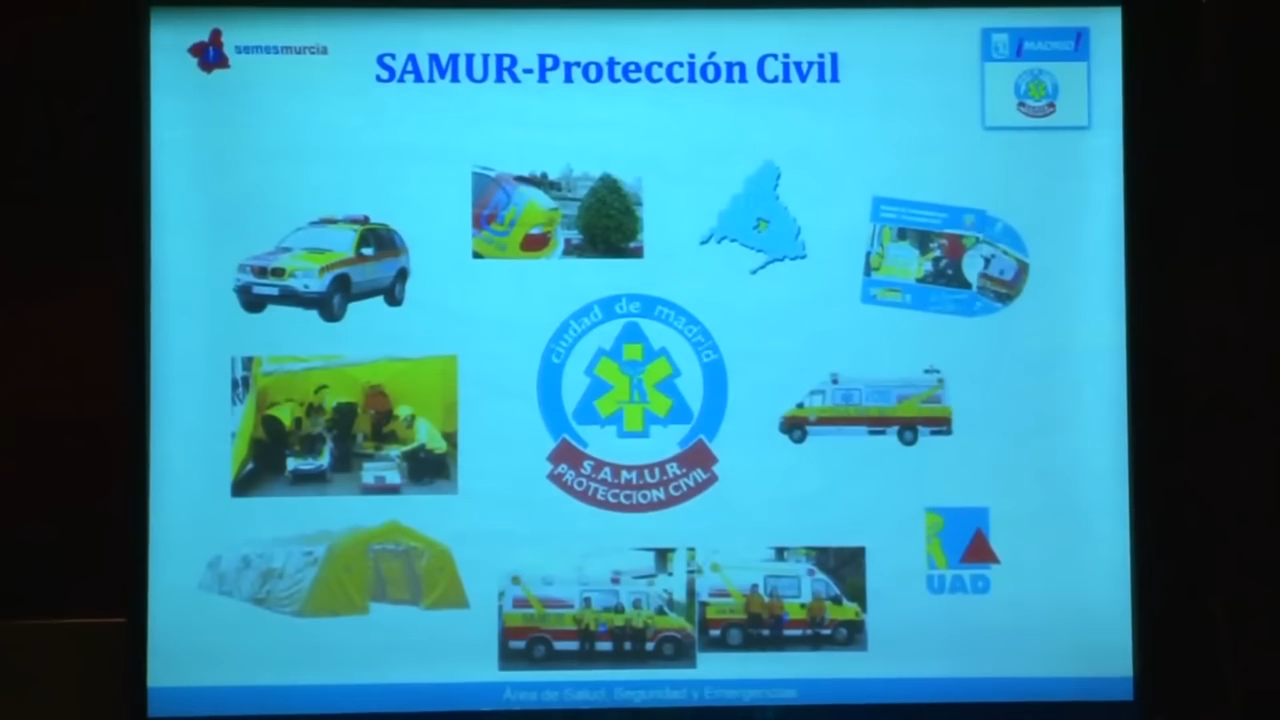 semesmurcia
SAMUR-Protección Civil
¡MADRID!
ciudad de madrid
S.A.M.U.R.
PROTECCION CIVIL
UAD
Área de Salud, Seguridad y Emergencias